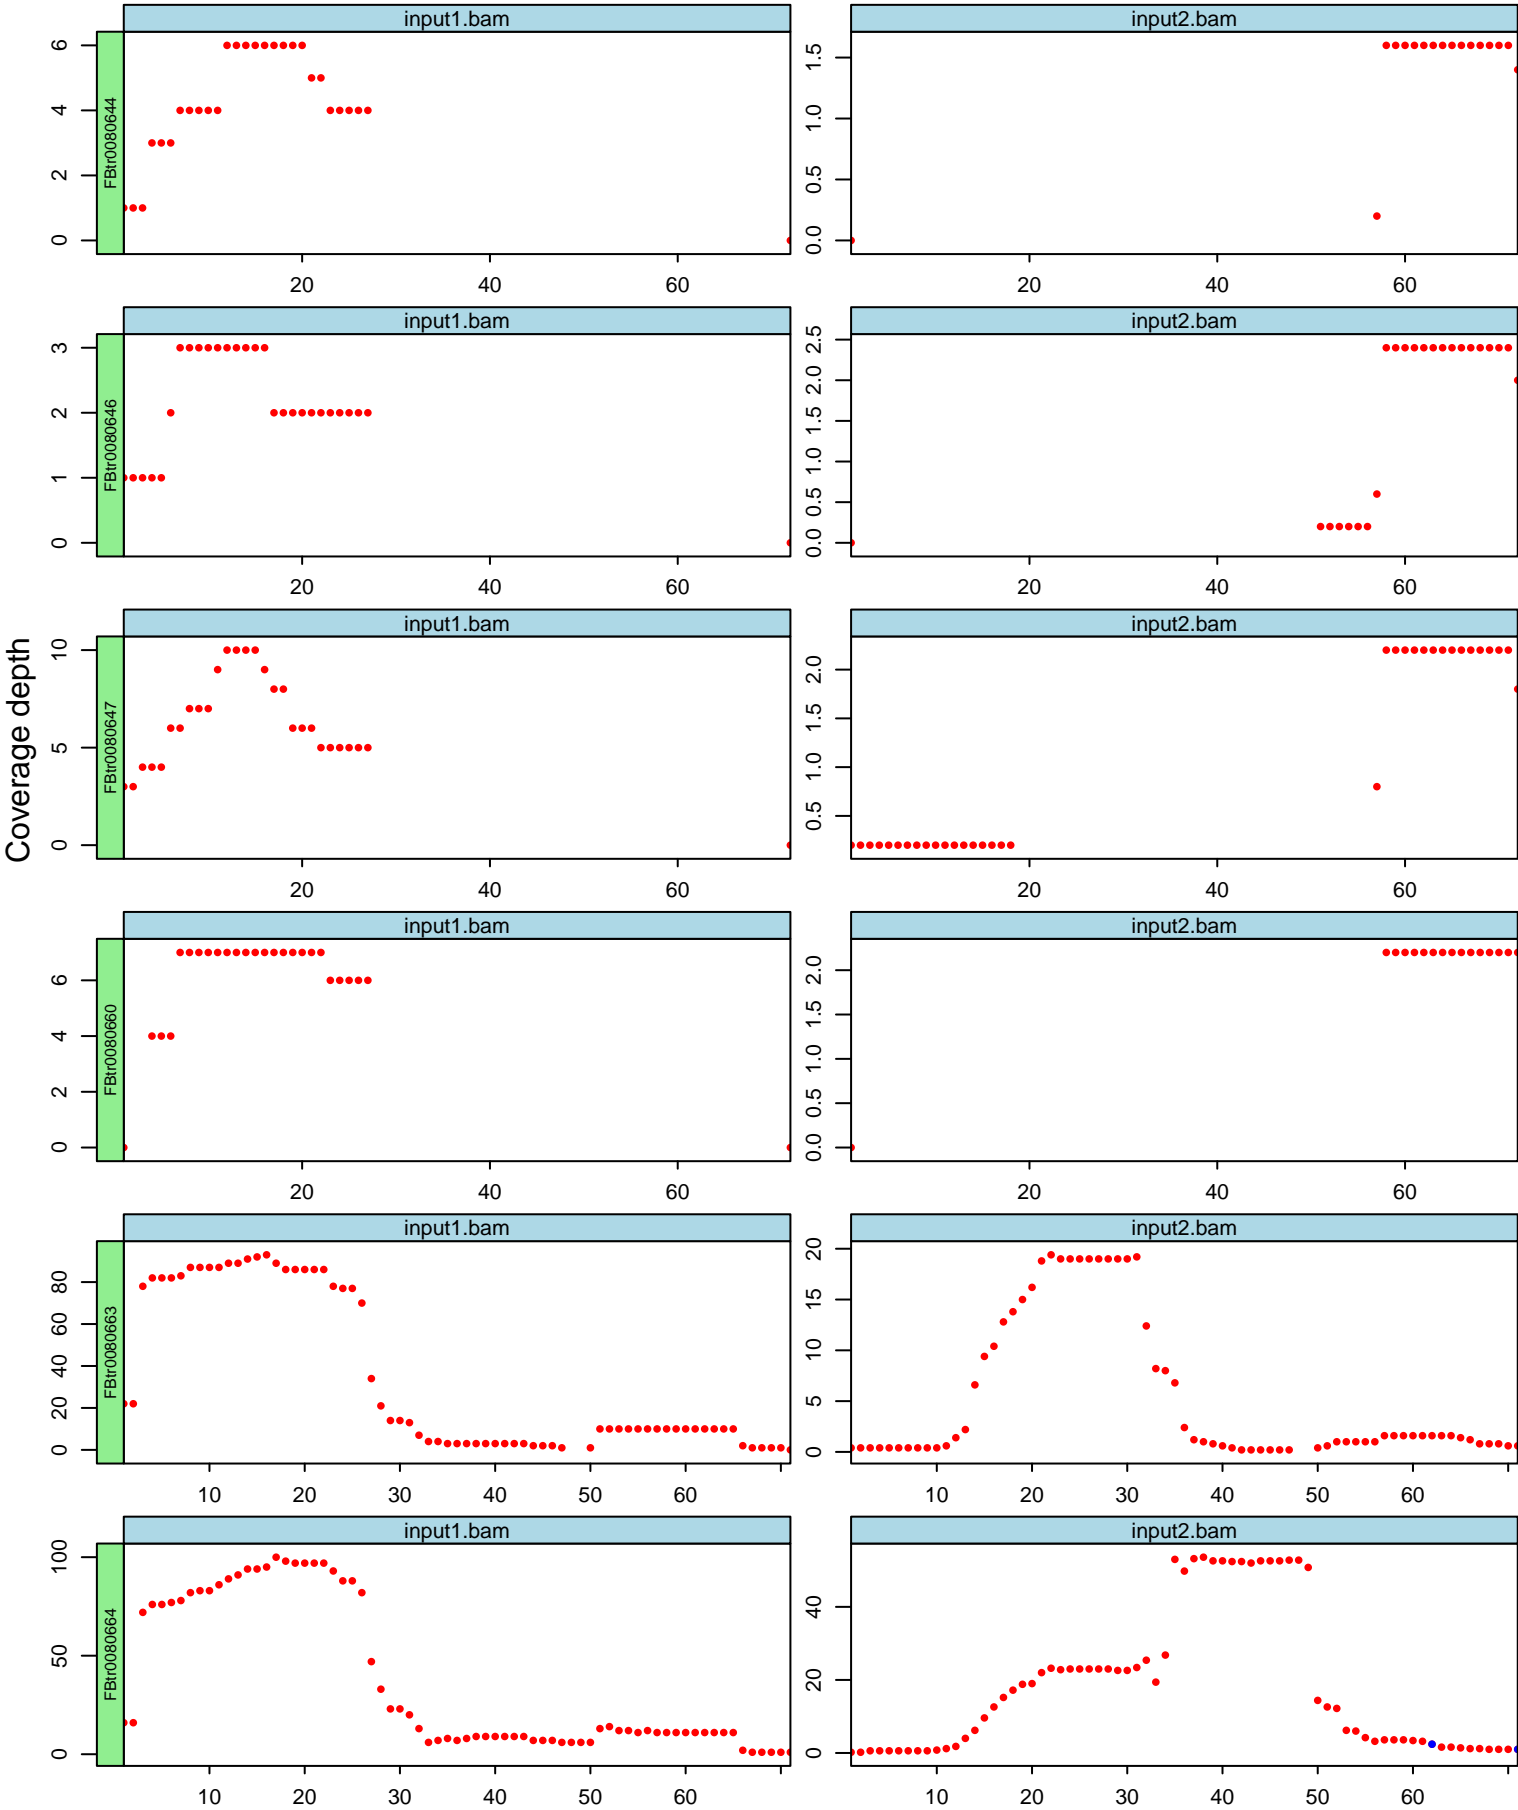 Coverage depth
input1.bam input2.bam
FBtr0080644
0 2 4 6
0.0 0.5 1.0 1.5
20 40 60 20 40 60
input1.bam input2.bam
FBtr0080646
0 1 2 3
0.0 0.5 1.0 1.5 2.0 2.5
20 40 60 20 40 60
input1.bam input2.bam
FBtr0080647
0 5 10
0.5 1.0 1.5 2.0
20 40 60 20 40 60
input1.bam input2.bam
FBtr0080660
0 2 4 6
0.0 0.5 1.0 1.5 2.0
20 40 60 20 40 60
input1.bam input2.bam
FBtr0080663
0 20 40 60 80
0 5 10 15 20
10 20 30 40 50 60 10 20 30 40 50 60
input1.bam input2.bam
FBtr0080664
0 50 100
0 20 40
10 20 30 40 50 60 10 20 30 40 50 60